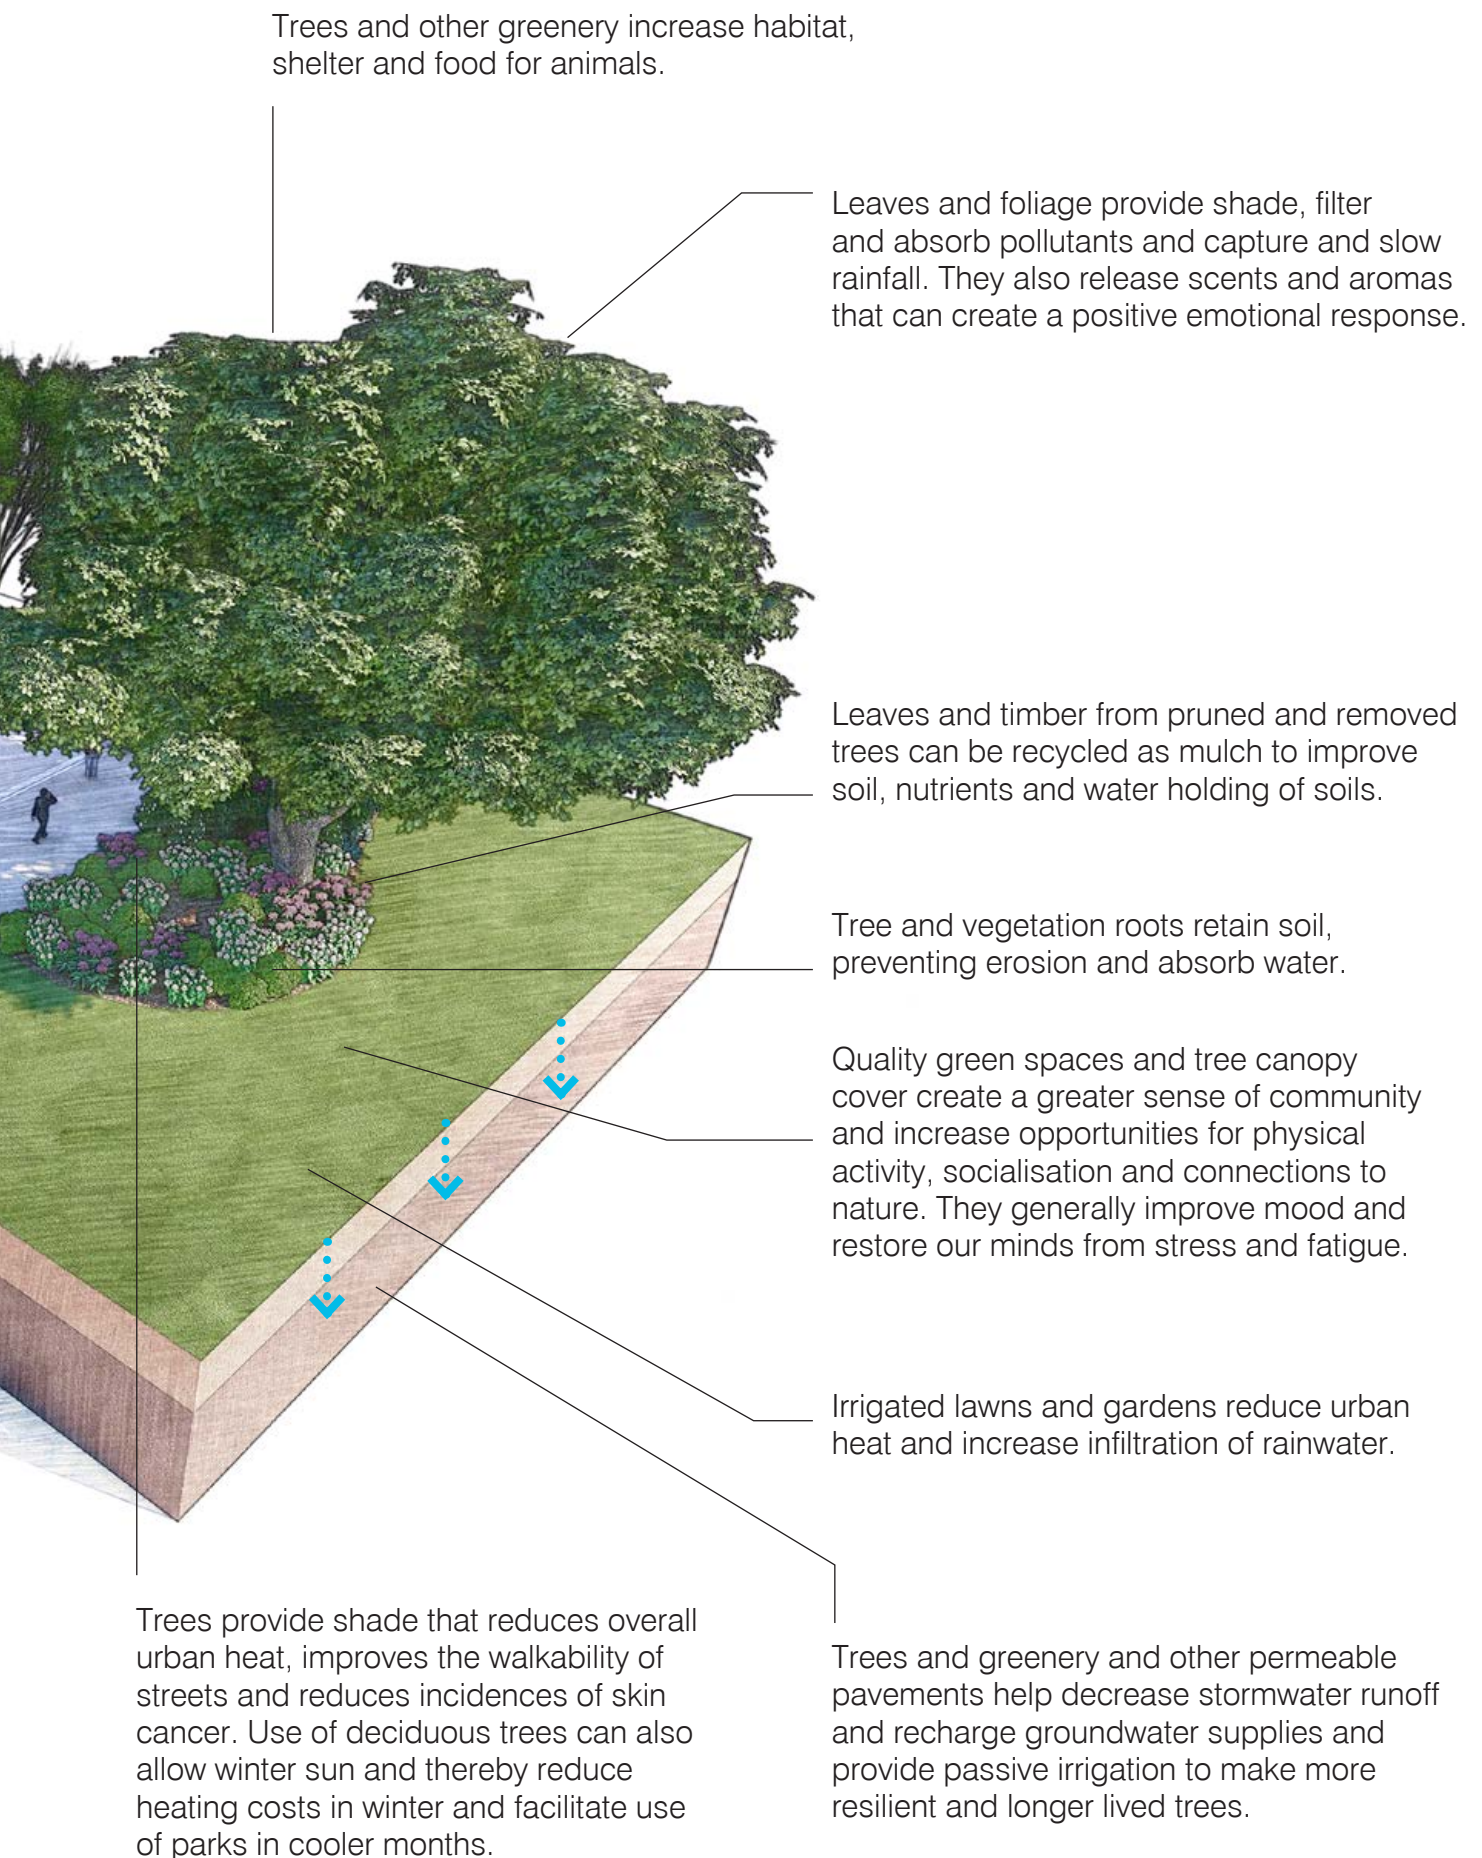 Trees and other greenery increase habitat,
shelter and food for animals.
Leaves and foliage provide shade, filter
and absorb pollutants and capture and slow
rainfall. They also release scents and aromas
that can create a positive emotional response.
Leaves and timber from pruned and removed
trees can be recycled as mulch to improve
soil, nutrients and water holding of soils.
Tree and vegetation roots retain soil,
preventing erosion and absorb water.
Quality green spaces and tree canopy
cover create a greater sense of community
and increase opportunities for physical
activity, socialisation and connections to
nature. They generally improve mood and
restore our minds from stress and fatigue.
Irrigated lawns and gardens reduce urban
heat and increase infiltration of rainwater.
Trees provide shade that reduces overall
urban heat, improves the walkability of
streets and reduces incidences of skin
cancer. Use of deciduous trees can also
allow winter sun and thereby reduce
heating costs in winter and facilitate use
of parks in cooler months.
Trees and greenery and other permeable
pavements help decrease stormwater runoff
and recharge groundwater supplies and
provide passive irrigation to make more
resilient and longer lived trees.